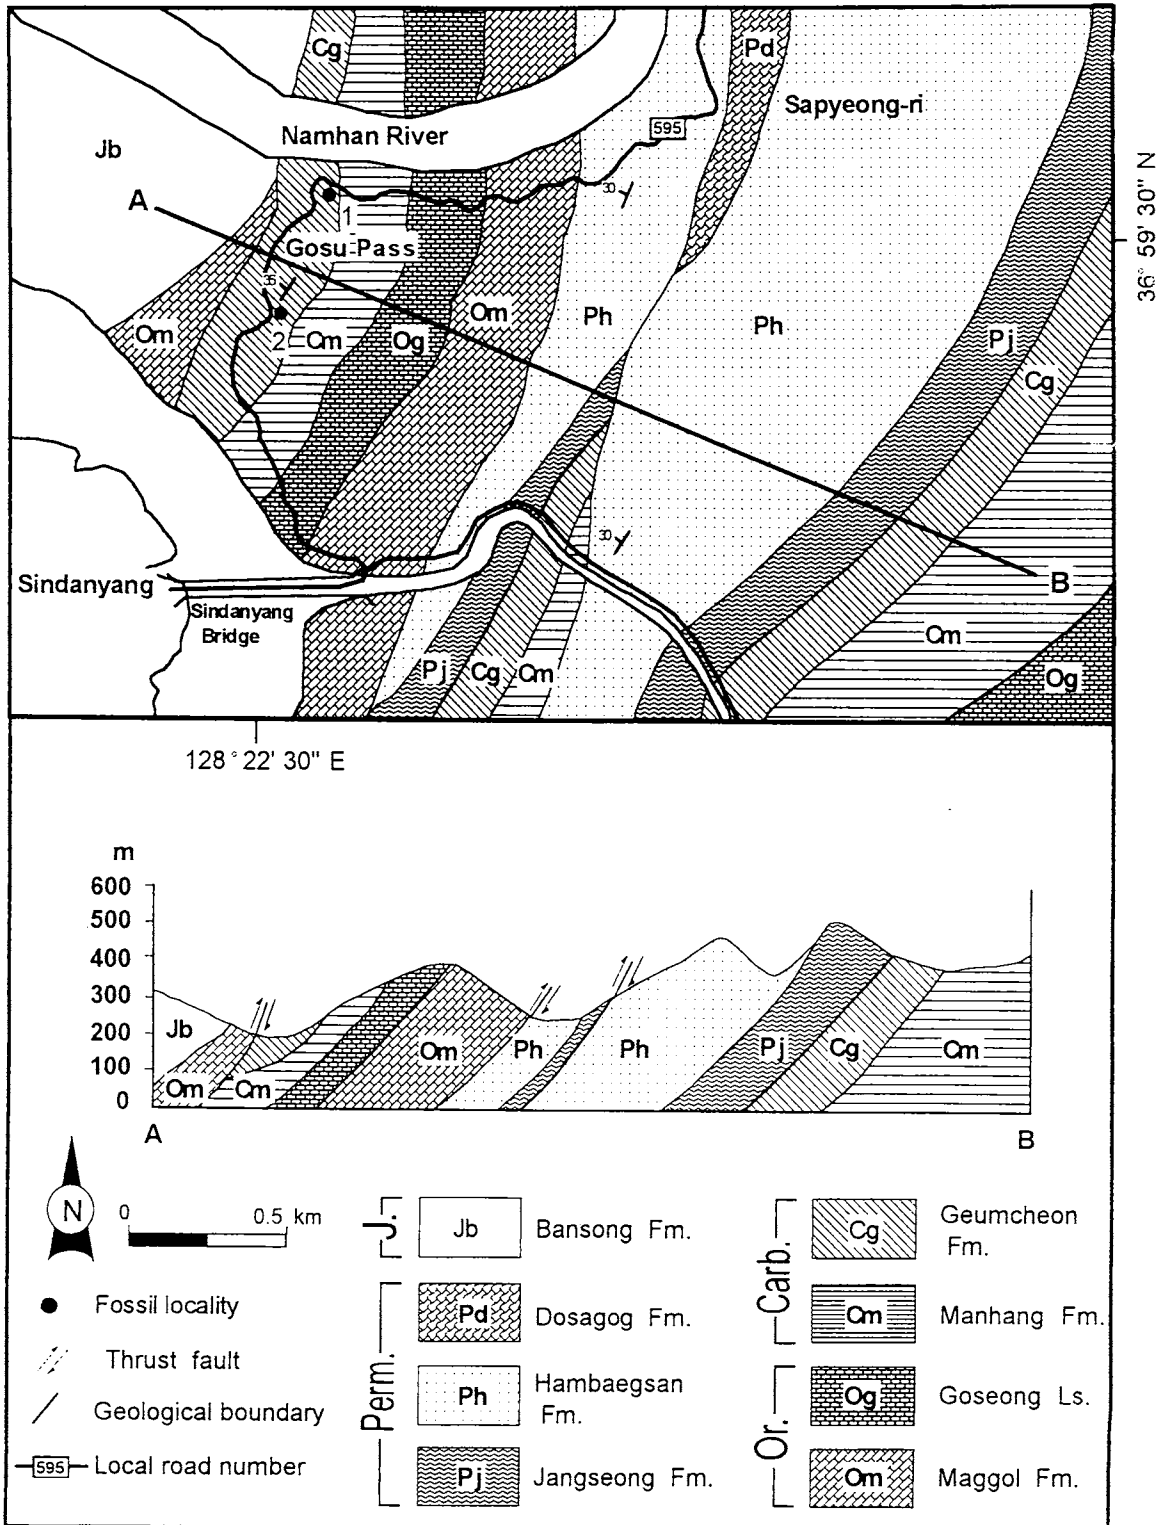 Cg
Pd
Sapyeong-ri
Namhan River
595
Jb
30
A
1
Gosu-Pass
36° 59' 30" N
35
Om
2
Cm
Og
Om
Ph
Ph
Pj
Cg
30
Sindanyang
Sindanyang
Bridge
B
Cm
Pj
Cg
Cm
Og
128° 22' 30" E
m
600
500
400
300
200
100
0
Jb
Om
Cm
Om
Ph
Ph
Pj
Cg
Cm
A
B
N
0 0.5 km
Fossil locality
Thrust fault
Geological boundary
595 Local road number
J.
Jb Bansong Fm.
Perm.
Pd Dosagog Fm.
Ph Hambaegsan
Fm.
Pj Jangseong Fm.
Carb.
Cg Geumcheon
Fm.
Cm Manhang Fm.
Or.
Og Goseong Ls.
Om Maggol Fm.